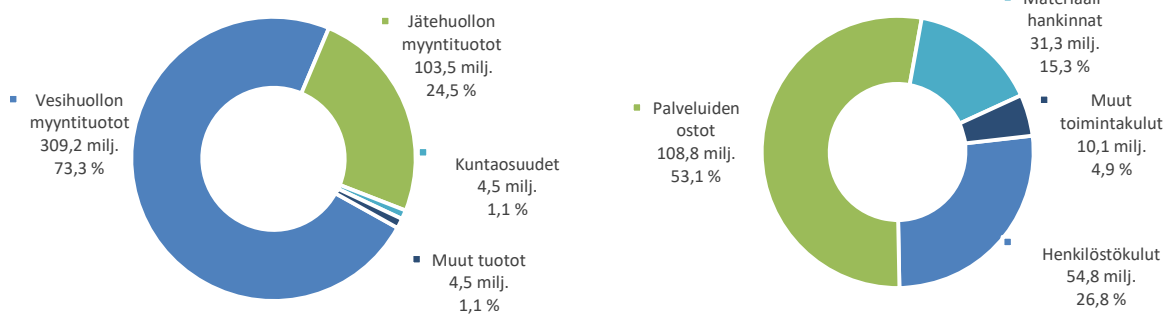 Jätehuollon
myyntituotot
103,5 milj.
24,5 %
Vesihuollon
myyntituotot
309,2 milj.
73,3 %
Kuntaosuudet
4,5 milj.
1,1 %
Muut tuotot
4,5 milj.
1,1 %
hankinnat
31,3 milj.
15,3 %
Palveluiden
ostot
108,8 milj.
53,1 %
Muut
toimintakulut
10,1 milj.
4,9 %
Henkilöstökulut
54,8 milj.
26,8 %